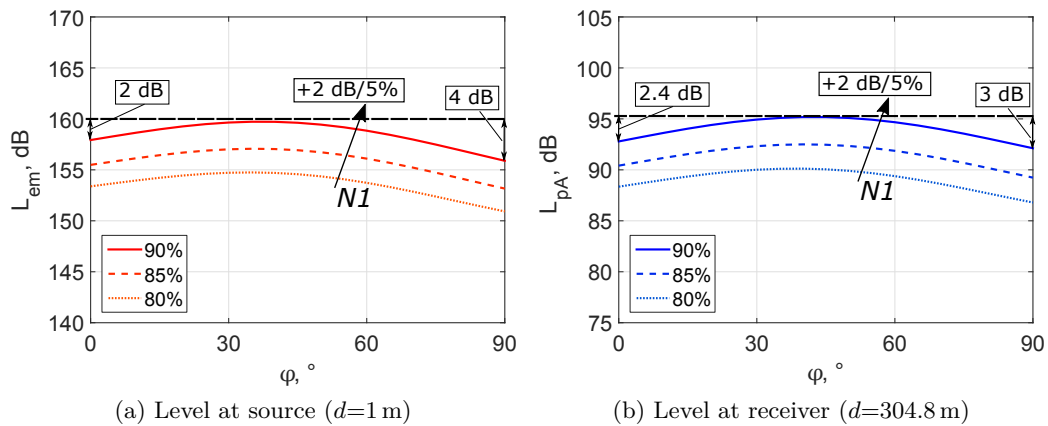 170
165
160
155
150
145
140
L_em, dB
2 dB
+2 dB/5%
4 dB
N1
90%
85%
80%
0
30
60
90
φ, °
(a) Level at source (d=1 m)
105
100
95
90
85
80
75
L_pA, dB
2.4 dB
+2 dB/5%
3 dB
N1
90%
85%
80%
0
30
60
90
φ, °
(b) Level at receiver (d=304.8 m)